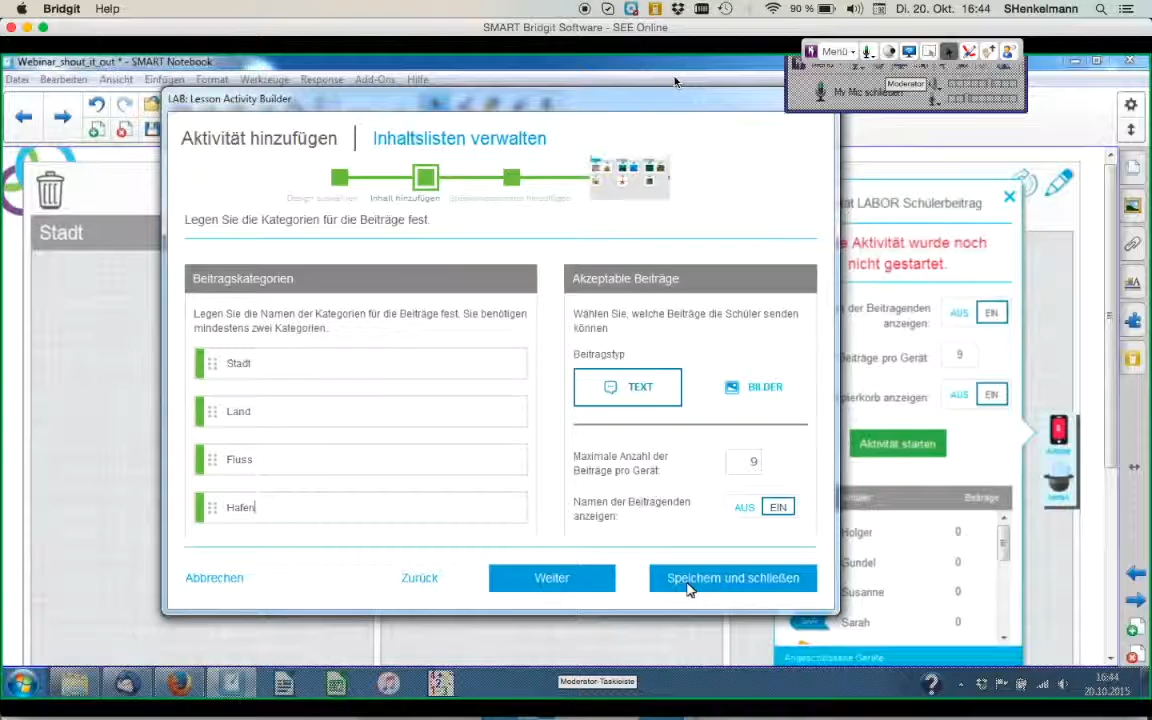 Bridgit Help 90 % Di. 20. Okt. 16:44 SHenkelmann
SMART Bridgit Software - SEE Online
Webinar_shout_it_out * - SMART Notebook
Menü
Datei Bearbeiten Ansicht Einfügen Format Werkzeuge Response Add-Ons Hilfe
Moderator
My Mic schließen
LAB: Lesson Activity Builder
Aktivität hinzufügen Inhaltslisten verwalten
Inhalt hinzufügen
Legen Sie die Kategorien für die Beiträge fest.
Stadt
LABOR Schülerbeitrag
Aktivität wurde noch
nicht gestartet.
Beitragskategorien
Legen Sie die Namen der Kategorien für die Beiträge fest. Sie benötigen
mindestens zwei Kategorien.
Stadt
Land
Fluss
Hafen
Akzeptable Beiträge
Wählen Sie, welche Beiträge die Schüler senden
können
Beitragstyp
TEXT BILDER
Maximale Anzahl der
Beiträge pro Gerät:
9
Namen der Beitragenden
anzeigen:
AUS EIN
der Beitragenden
anzeigen:
AUS EIN
Beiträge pro Gerät
9
anzeigen:
AUS EIN
Aktivität starten
Beiträge
Holger 0
Gundel 0
Susanne 0
Sarah 0
Angeschlossene Geräte
Abbrechen Zurück Weiter Speichern und schließen
Moderator-Taskleiste
16:44
20.10.2015